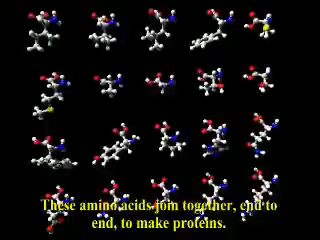 These amino acids join together, end to
end, to make proteins.